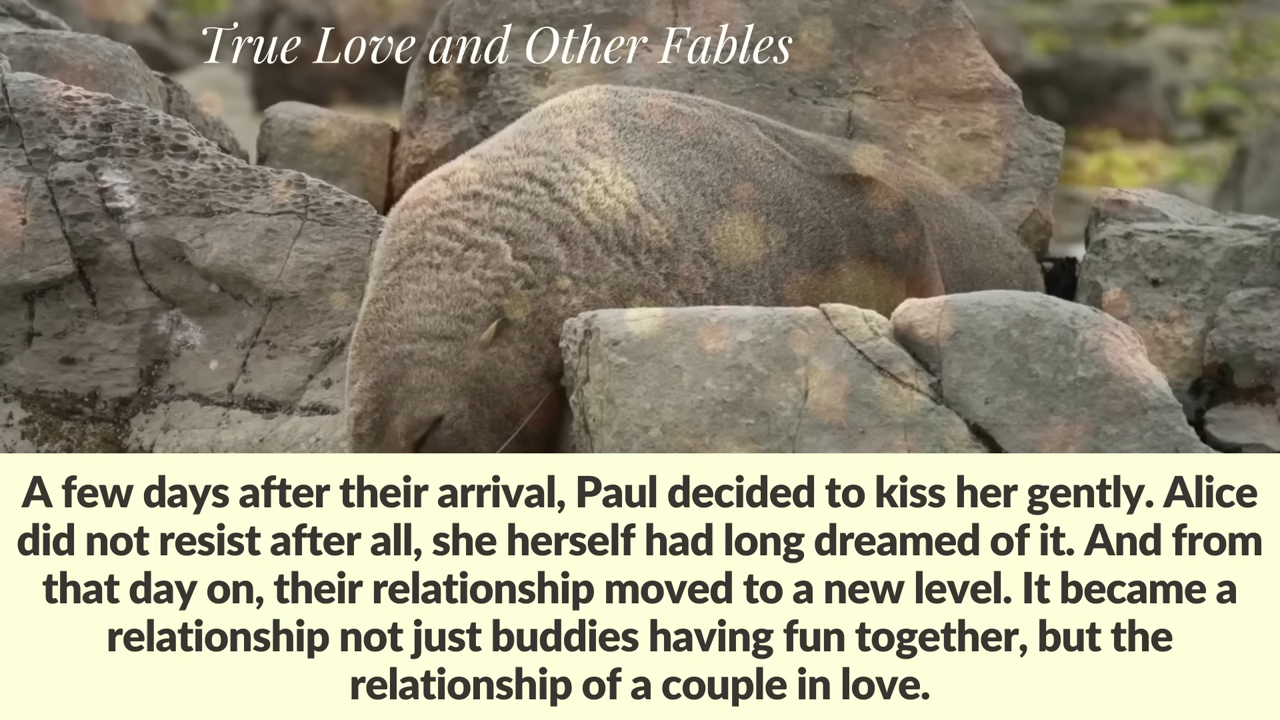 True Love and Other Fables
A few days after their arrival, Paul decided to kiss her gently. Alice
did not resist after all, she herself had long dreamed of it. And from
that day on, their relationship moved to a new level. It became a
relationship not just buddies having fun together, but the
relationship of a couple in love.